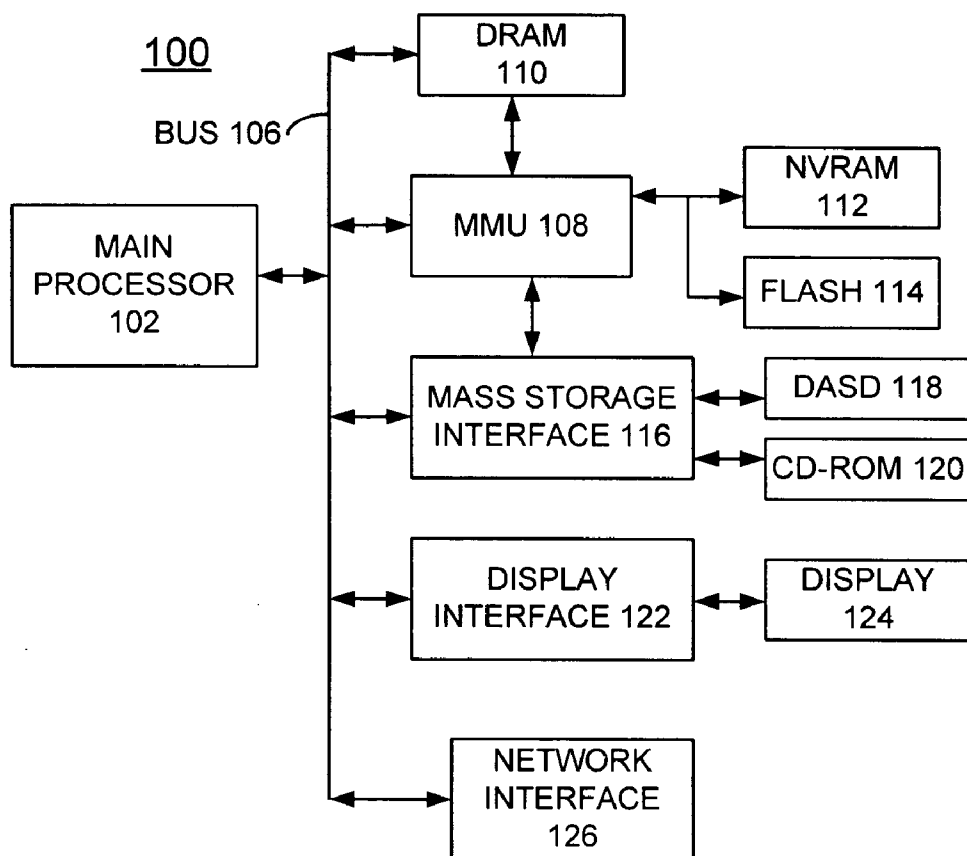 100
DRAM
110
BUS 106
NVRAM
112
MMU 108
MAIN
PROCESSOR
102
FLASH 114
MASS STORAGE
INTERFACE 116
DASD 118
CD-ROM 120
DISPLAY
INTERFACE 122
DISPLAY
124
NETWORK
INTERFACE
126